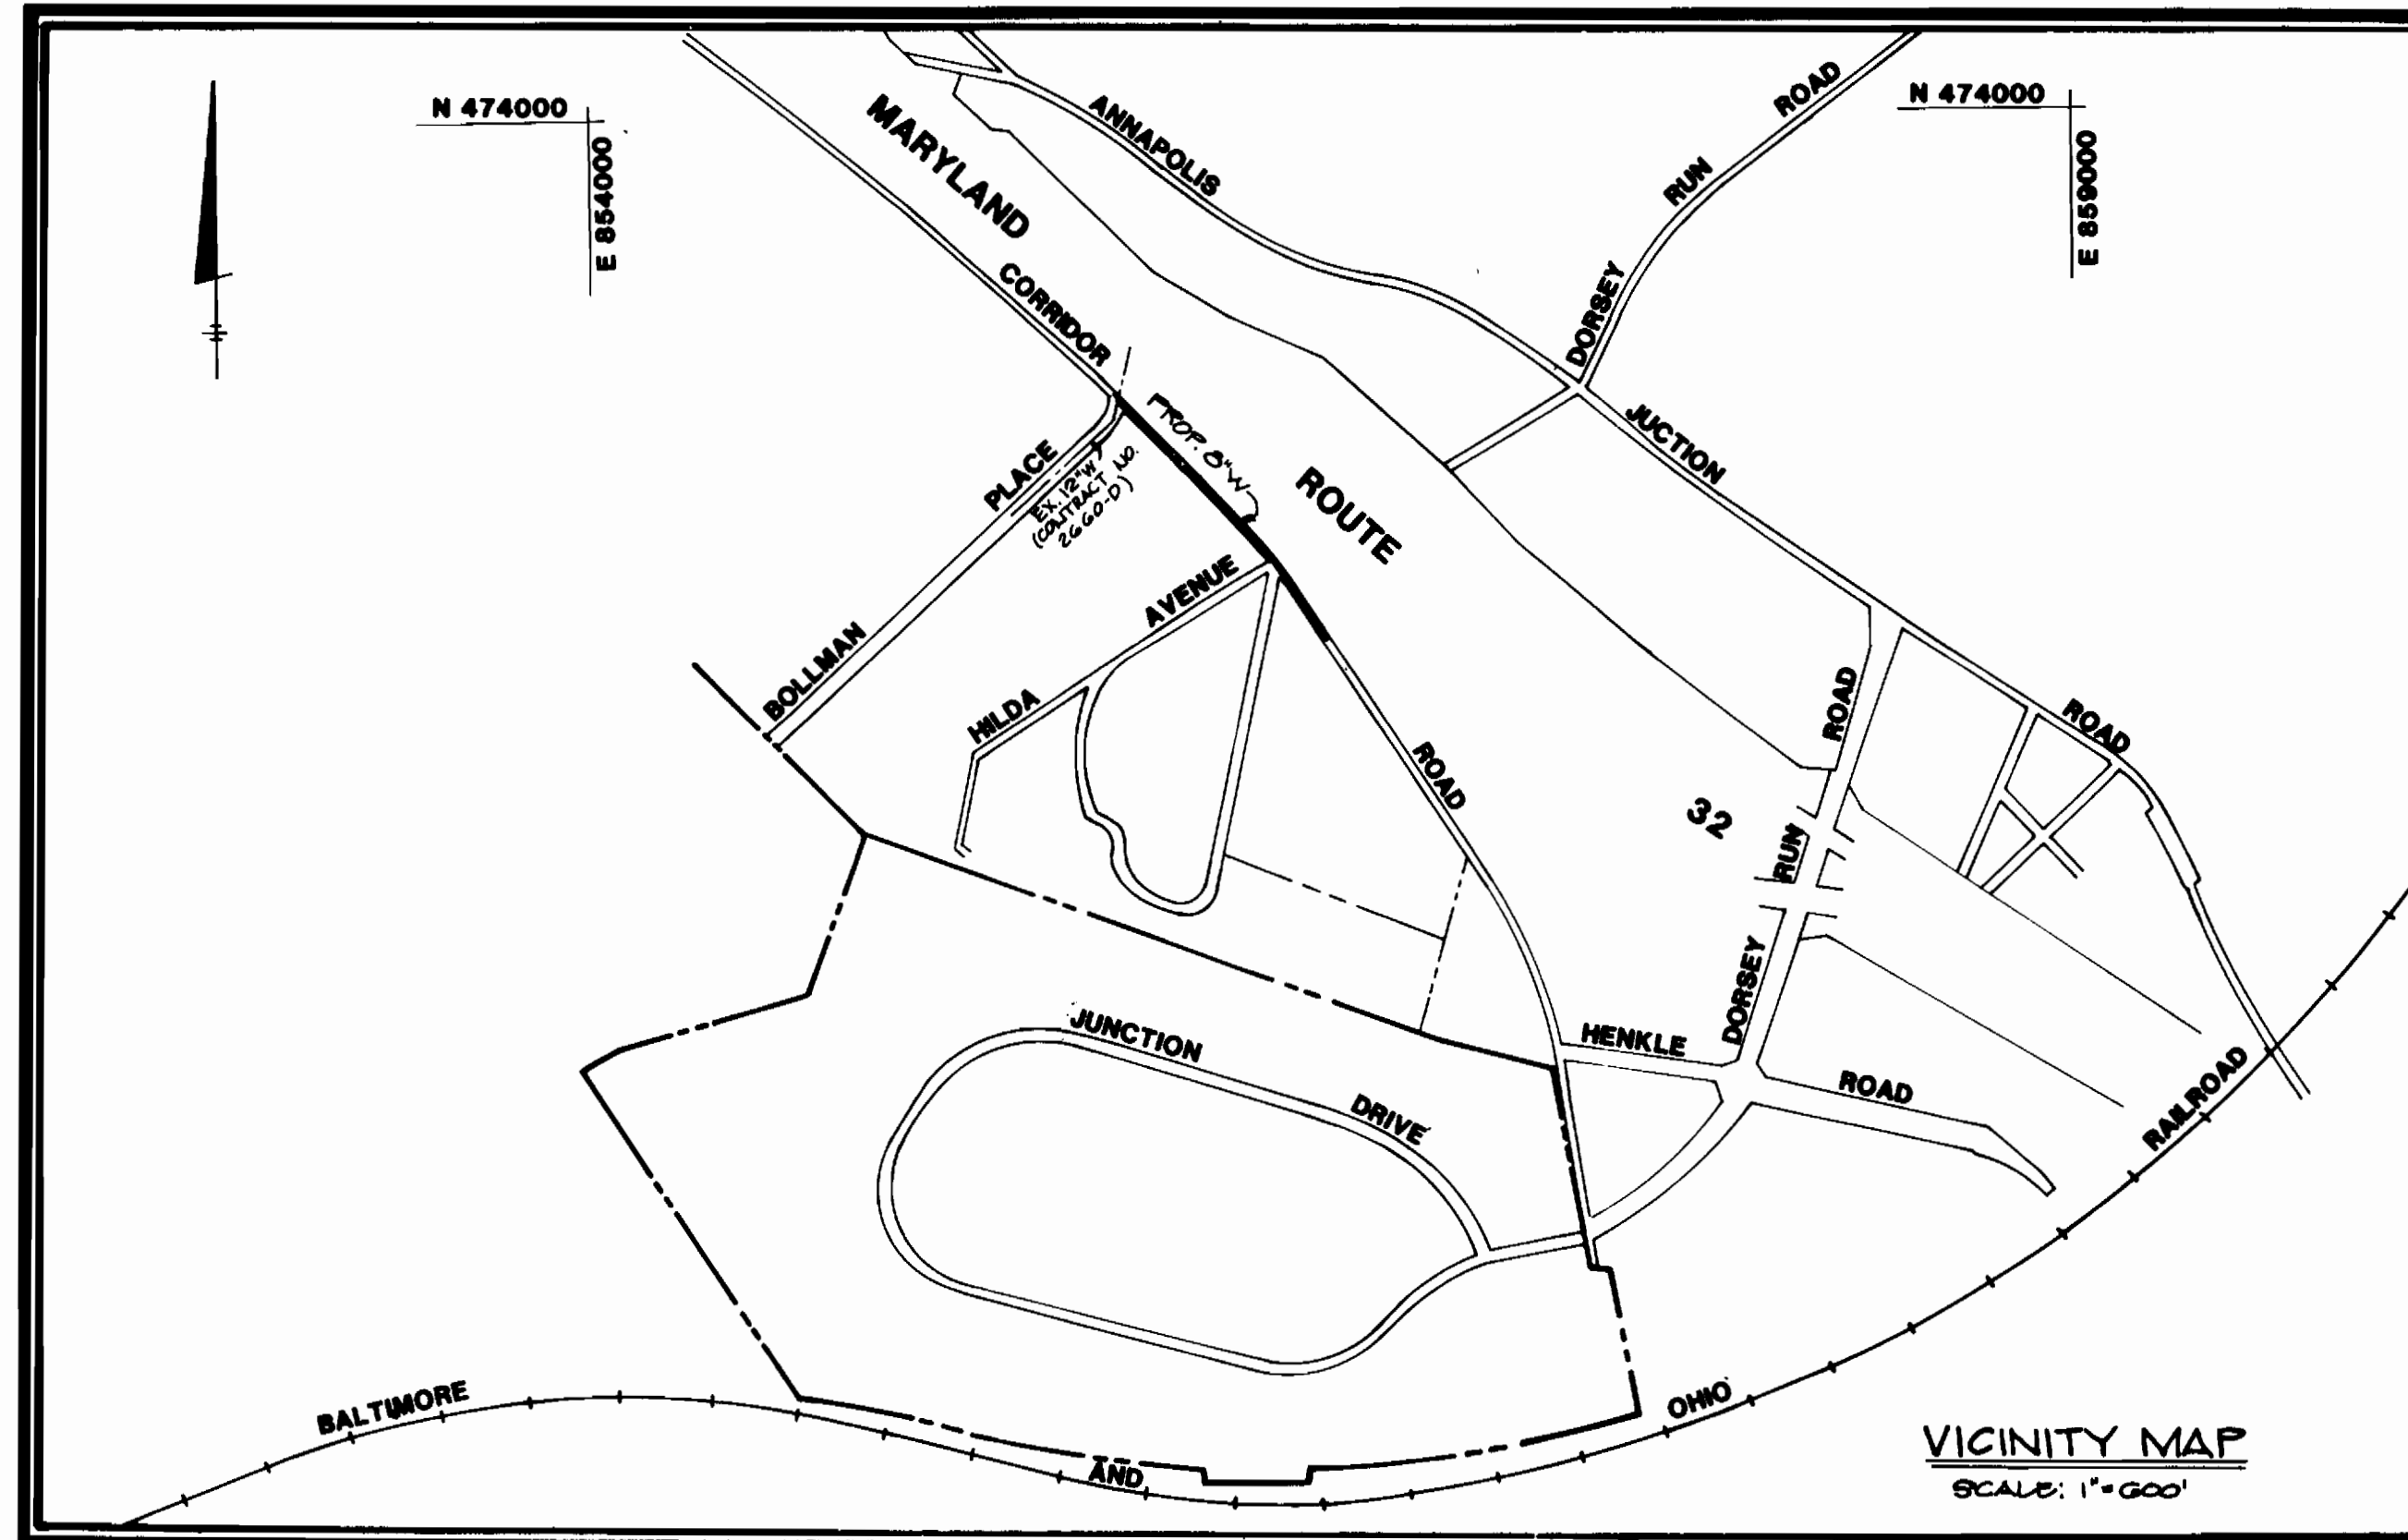 N 474000
E 854000
N 474000
E 859000
MARYLAND
ROUTE
32
ANNAPOLIS
JUCTION
ROAD
DORSEY
RUN
ROAD
CORRIDOR
ROAD
PROP. 8"W
PLACE
BOLLMAN
EX. 12"W
(CONTRACT NO.
2660-D)
HILDA
AVENUE
ROAD
RUN
DORSEY
HENKLE
ROAD
JUNCTION
DRIVE
BALTIMORE
AND
OHIO
RAILROAD
VICINITY MAP
SCALE: 1"=600'